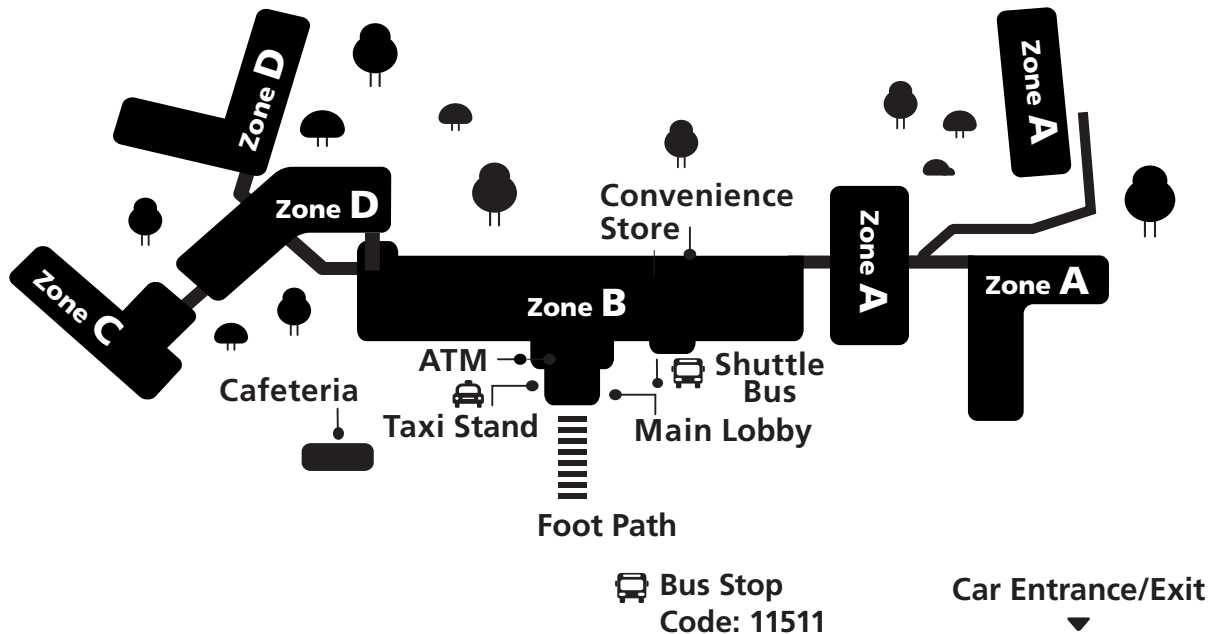 Zone D
Zone A
Zone D
Convenience
Store
Zone A
Zone C
Zone B
Zone A
ATM
Shuttle
Bus
Cafeteria
Taxi Stand
Main Lobby
Foot Path
Bus Stop
Code: 11511
Car Entrance/Exit